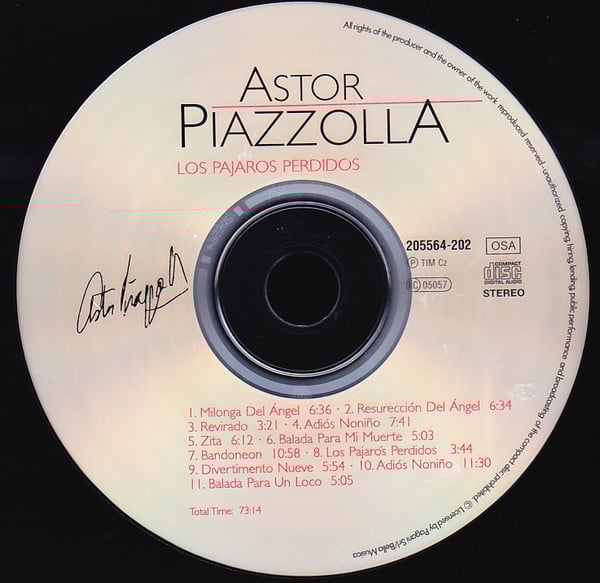 All rights of the producer and the owner of the work reproduced reserved - unauthorized copying, hiring, lending, public performance and broadcasting of the compact disc prohibited. © Licensed by Pagani Srl/Bella Musica
ASTOR
PIAZZOLLA
LOS PAJAROS PERDIDOS
205564-202 OSA
Ⓟ TIM Cz
LC 05057
COMPACT
disc
DIGITAL AUDIO
STEREO
Astor Piazzolla
1. Milonga Del Ángel 6:36 · 2. Resurección Del Ángel 6:34
3. Revirado 3:21 · 4. Adiós Noniño 7:41
5. Zita 6:12 · 6. Balada Para Mi Muerte 5:03
7. Bandoneon 10:58 · 8. Los Pajaros Perdidos 3:44
9. Divertimento Nueve 5:54 · 10. Adiós Noniño 11:30
11. Balada Para Un Loco 5:05
Total Time: 73:14